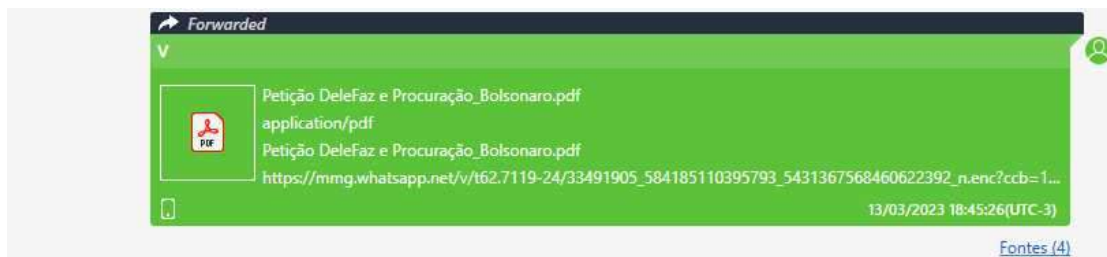 Forwarded
V
Petição DeleFaz e Procuração_Bolsonaro.pdf
application/pdf
PDF
Petição DeleFaz e Procuração_Bolsonaro.pdf
https://mmg.whatsapp.net/v/t62.7119-24/33491905_584185110395793_5431367568460622392_n.enc?ccb=1...
13/03/2023 18:45:26(UTC-3)
Fontes (4)